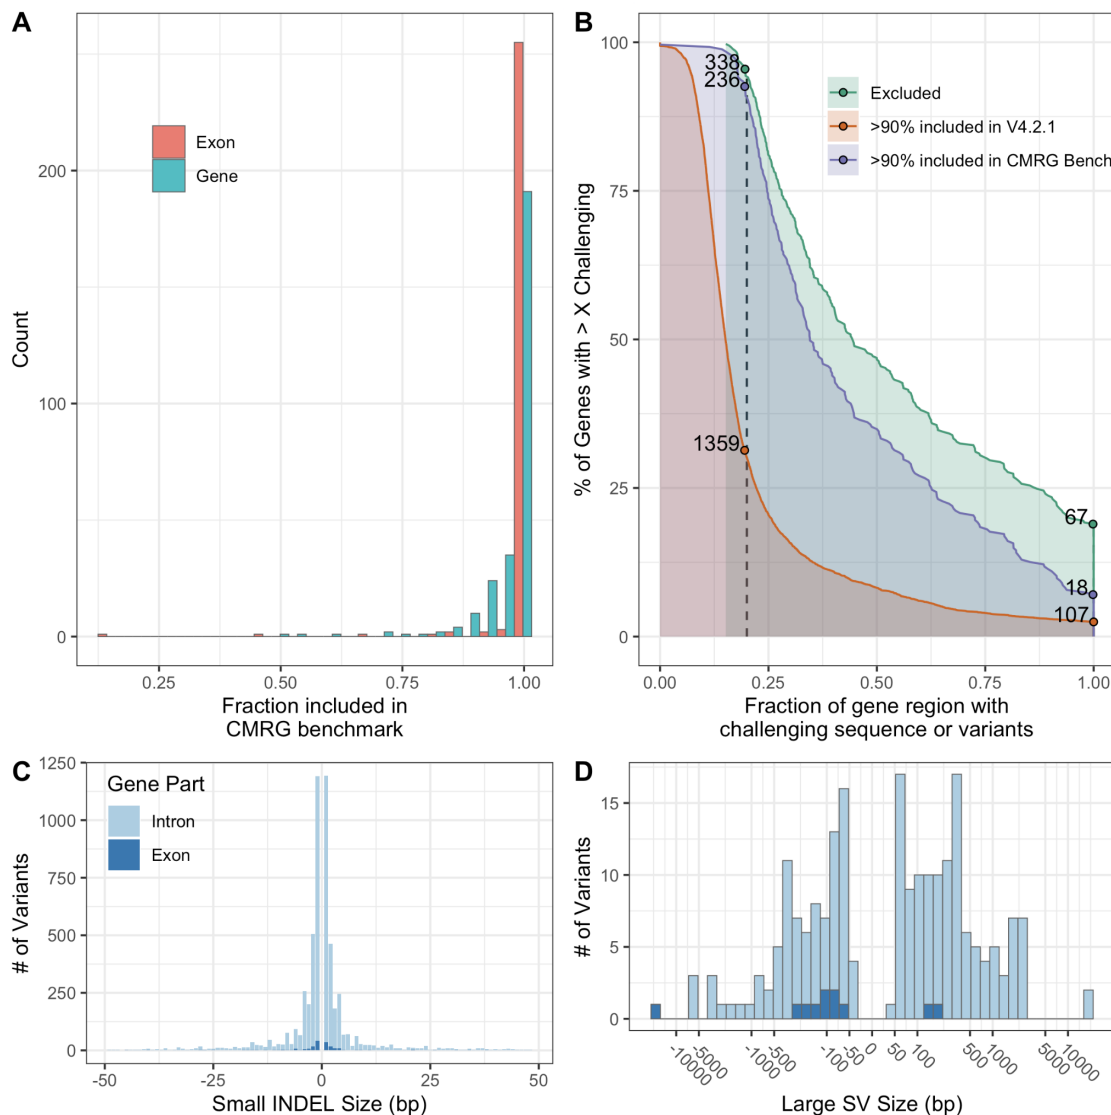 A
Count
200
100
0
Exon
Gene
0.25
0.50
0.75
1.00
Fraction included in
CMRG benchmark
B
% of Genes with > X Challenging
100
75
50
25
0
338
236
1359
67
18
107
Excluded
>90% included in V4.2.1
>90% included in CMRG Bench
0.00
0.25
0.50
0.75
1.00
Fraction of gene region with
challenging sequence or variants
C
# of Variants
1250
1000
750
500
250
0
Gene Part
Intron
Exon
-50
-25
0
25
50
Small INDEL Size (bp)
D
# of Variants
15
10
5
0
-10000
-5000
-1000
-500
-100
-50
0
50
100
500
1000
5000
10000
Large SV Size (bp)